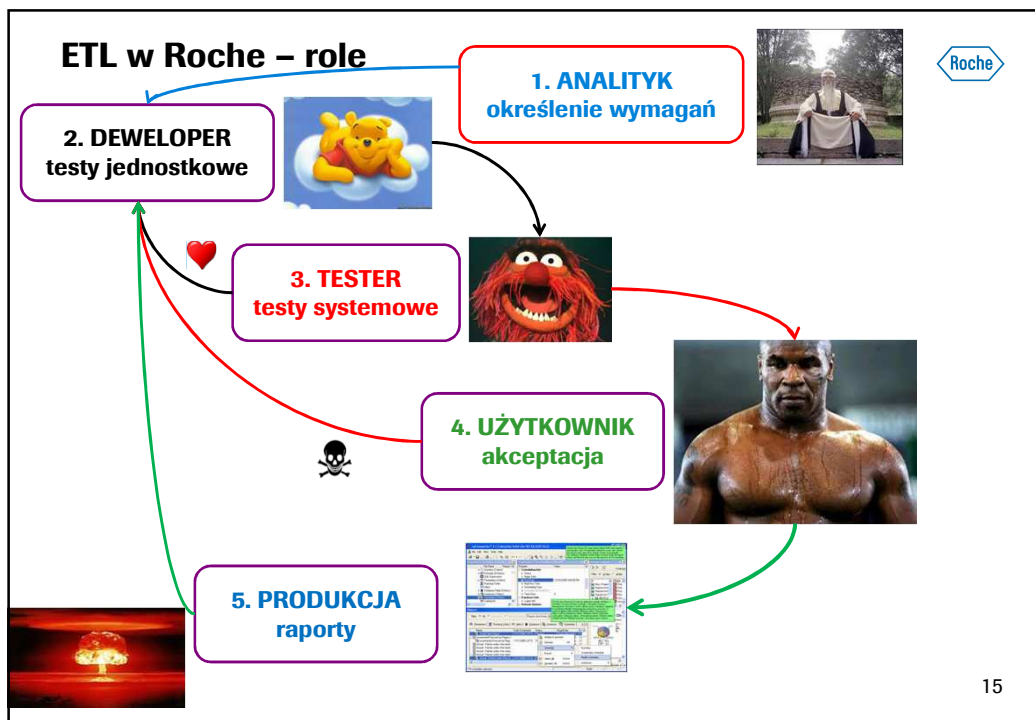 ETL w Roche – role
Roche
1. ANALITYK
określenie wymagań
2. DEWELOPER
testy jednostkowe
3. TESTER
testy systemowe
4. UŻYTKOWNIK
akceptacja
5. PRODUKCJA
raporty
15